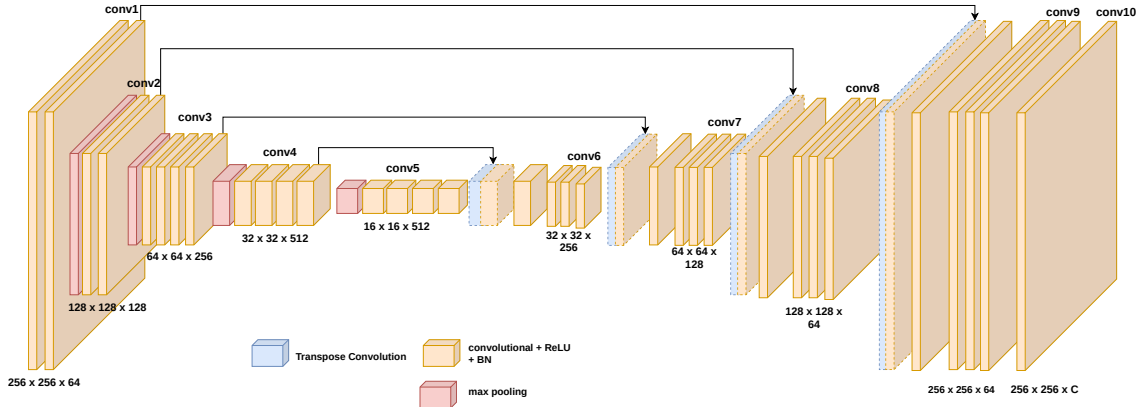 conv1
conv2
conv3
conv4
conv5
conv6
conv7
conv8
conv9
conv10
256 x 256 x 64
128 x 128 x 128
64 x 64 x 256
32 x 32 x 512
16 x 16 x 512
32 x 32 x
256
64 x 64 x
128
128 x 128 x
64
256 x 256 x 64
256 x 256 x C
Transpose Convolution
convolutional + ReLU
+ BN
max pooling